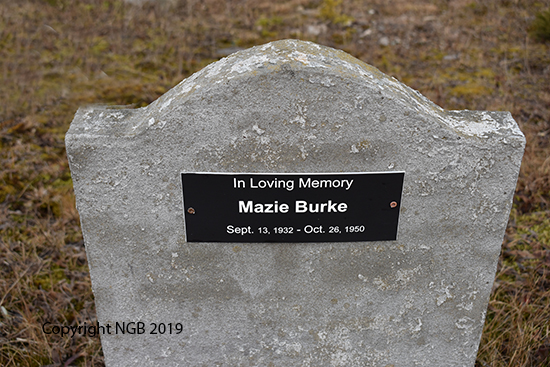 In Loving Memory
Mazie Burke
Sept. 13, 1932 - Oct. 26, 1950
Copyright NGB 2019